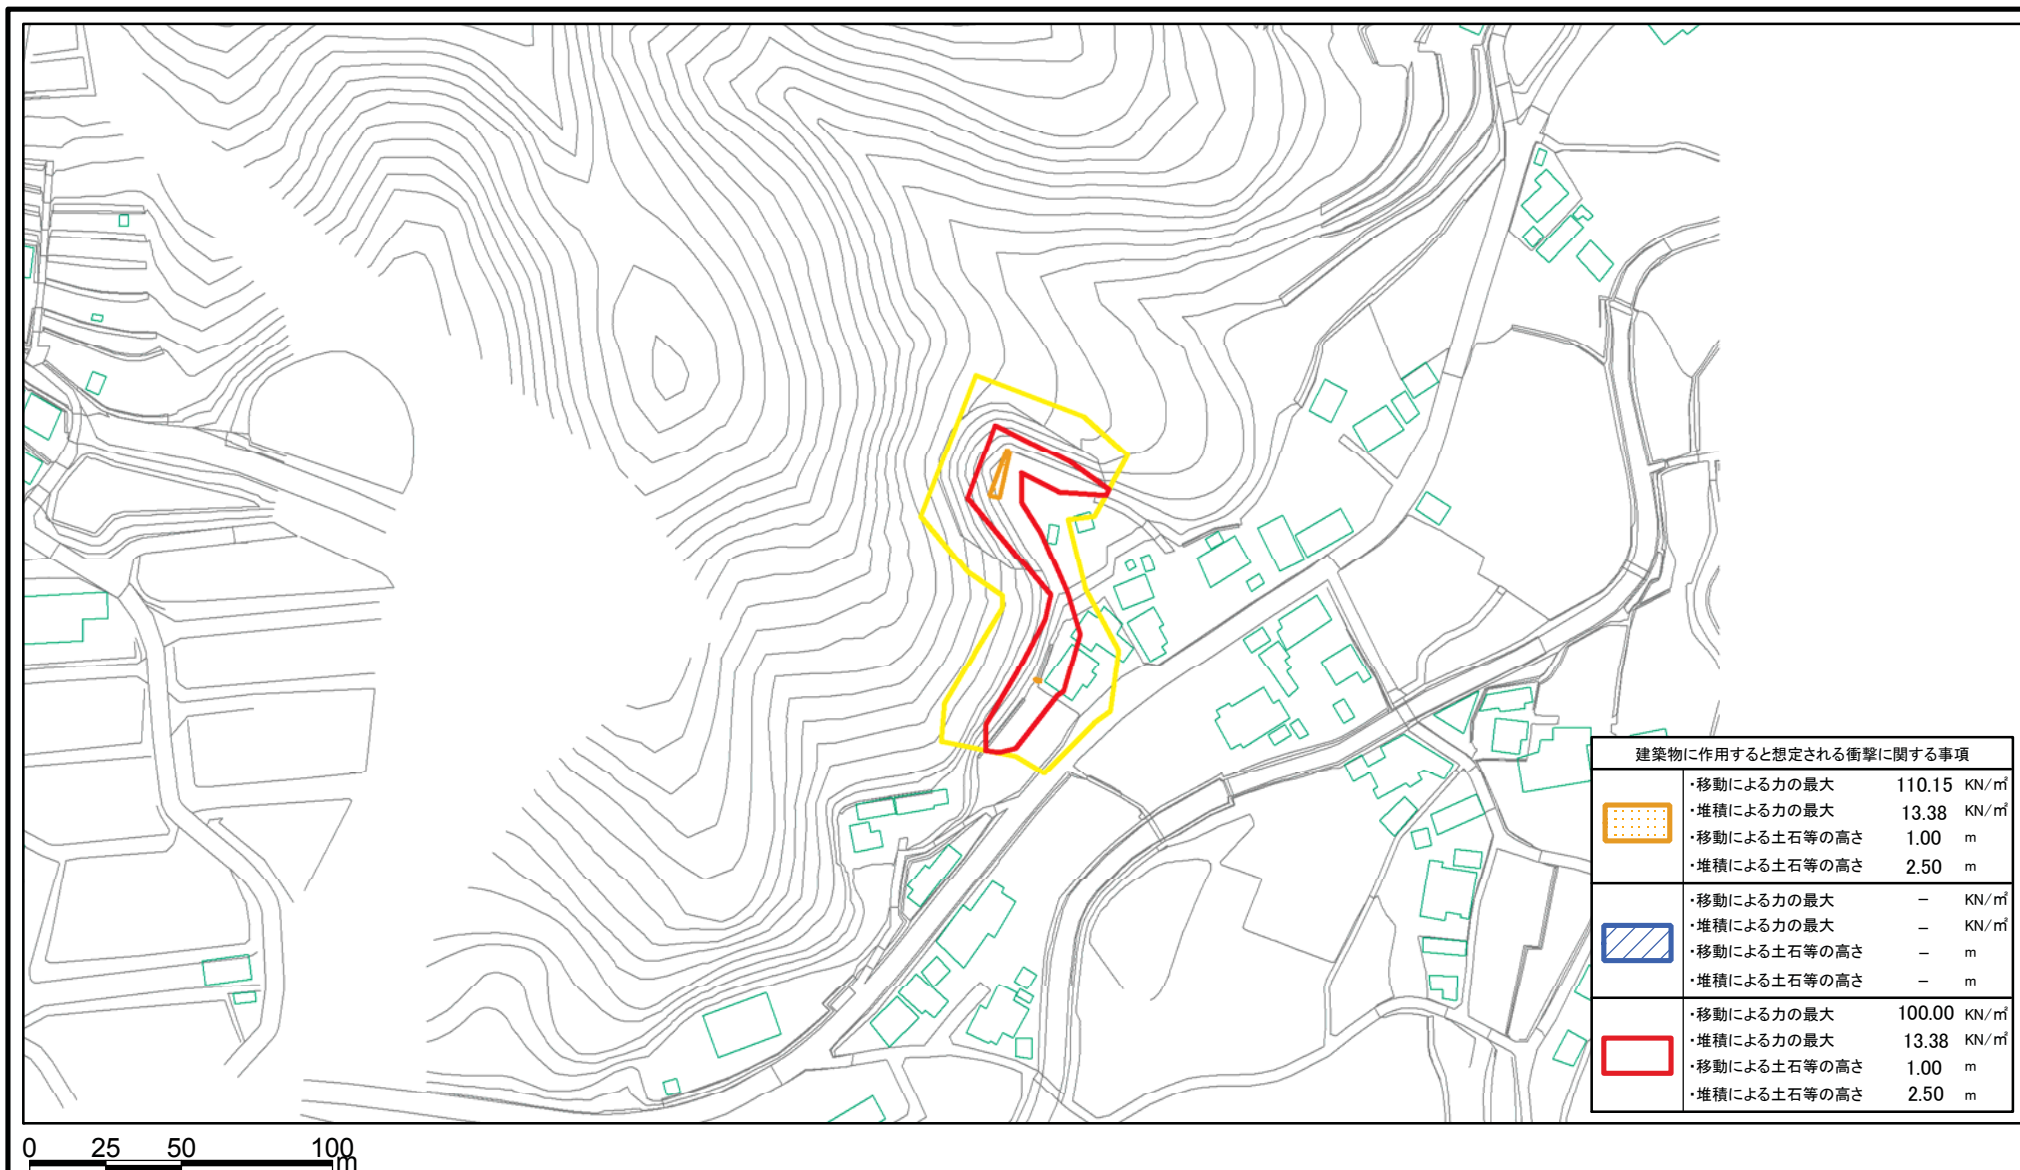 建築物に作用すると想定される衝撃に関する事項
・移動による力の最大 110.15 KN/㎡
・堆積による力の最大 13.38 KN/㎡
・移動による土石等の高さ 1.00 m
・堆積による土石等の高さ 2.50 m
・移動による力の最大 − KN/㎡
・堆積による力の最大 − KN/㎡
・移動による土石等の高さ − m
・堆積による土石等の高さ − m
・移動による力の最大 100.00 KN/㎡
・堆積による力の最大 13.38 KN/㎡
・移動による土石等の高さ 1.00 m
・堆積による土石等の高さ 2.50 m
0 25 50 100
m